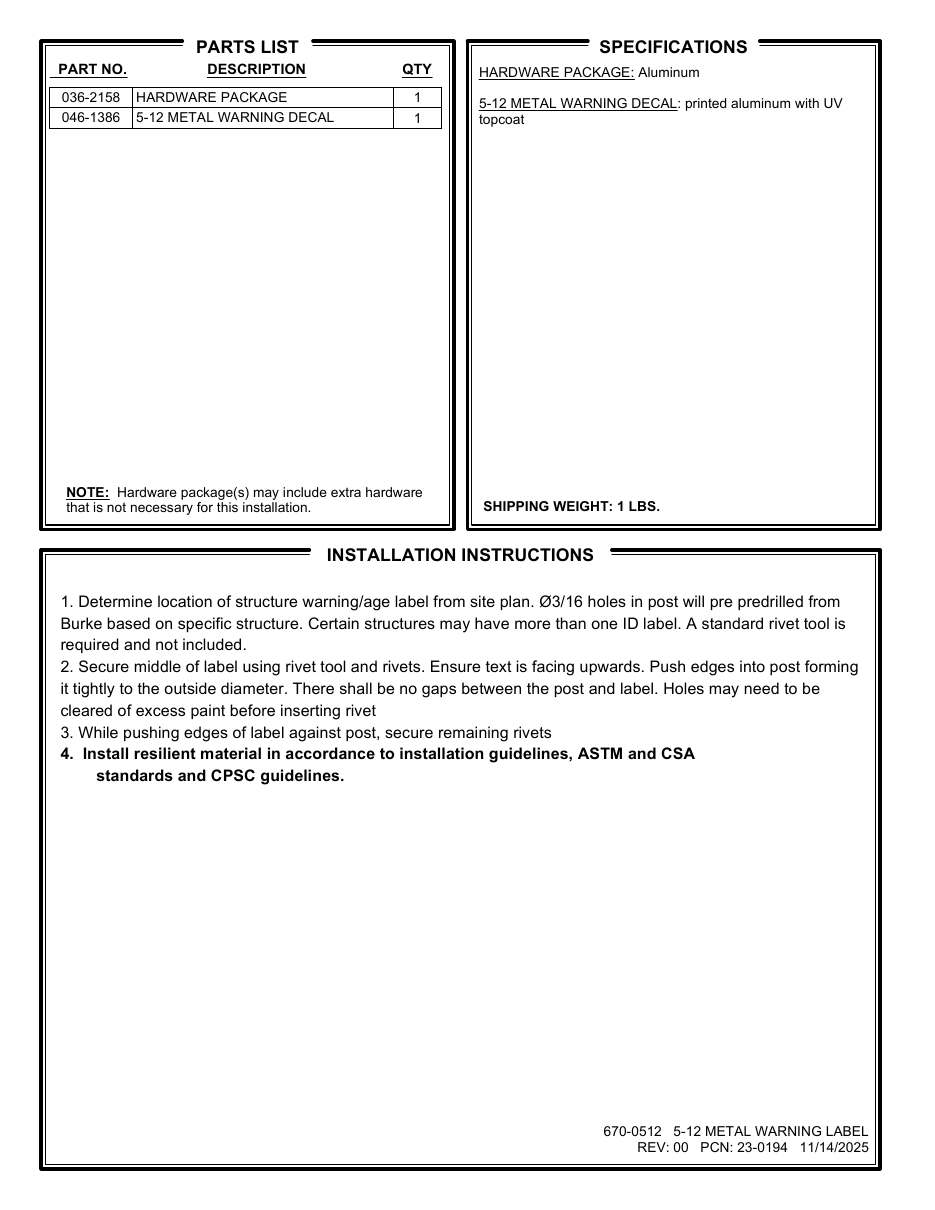 PARTS LIST
PART NO. DESCRIPTION QTY
036-2158 HARDWARE PACKAGE 1
046-1386 5-12 METAL WARNING DECAL 1
NOTE: Hardware package(s) may include extra hardware
that is not necessary for this installation.
SPECIFICATIONS
HARDWARE PACKAGE: Aluminum
5-12 METAL WARNING DECAL: printed aluminum with UV
topcoat
SHIPPING WEIGHT: 1 LBS.
INSTALLATION INSTRUCTIONS
1. Determine location of structure warning/age label from site plan. Ø3/16 holes in post will pre predrilled from
Burke based on specific structure. Certain structures may have more than one ID label. A standard rivet tool is
required and not included.
2. Secure middle of label using rivet tool and rivets. Ensure text is facing upwards. Push edges into post forming
it tightly to the outside diameter. There shall be no gaps between the post and label. Holes may need to be
cleared of excess paint before inserting rivet
3. While pushing edges of label against post, secure remaining rivets
4. Install resilient material in accordance to installation guidelines, ASTM and CSA
standards and CPSC guidelines.
670-0512 5-12 METAL WARNING LABEL
REV: 00 PCN: 23-0194 11/14/2025